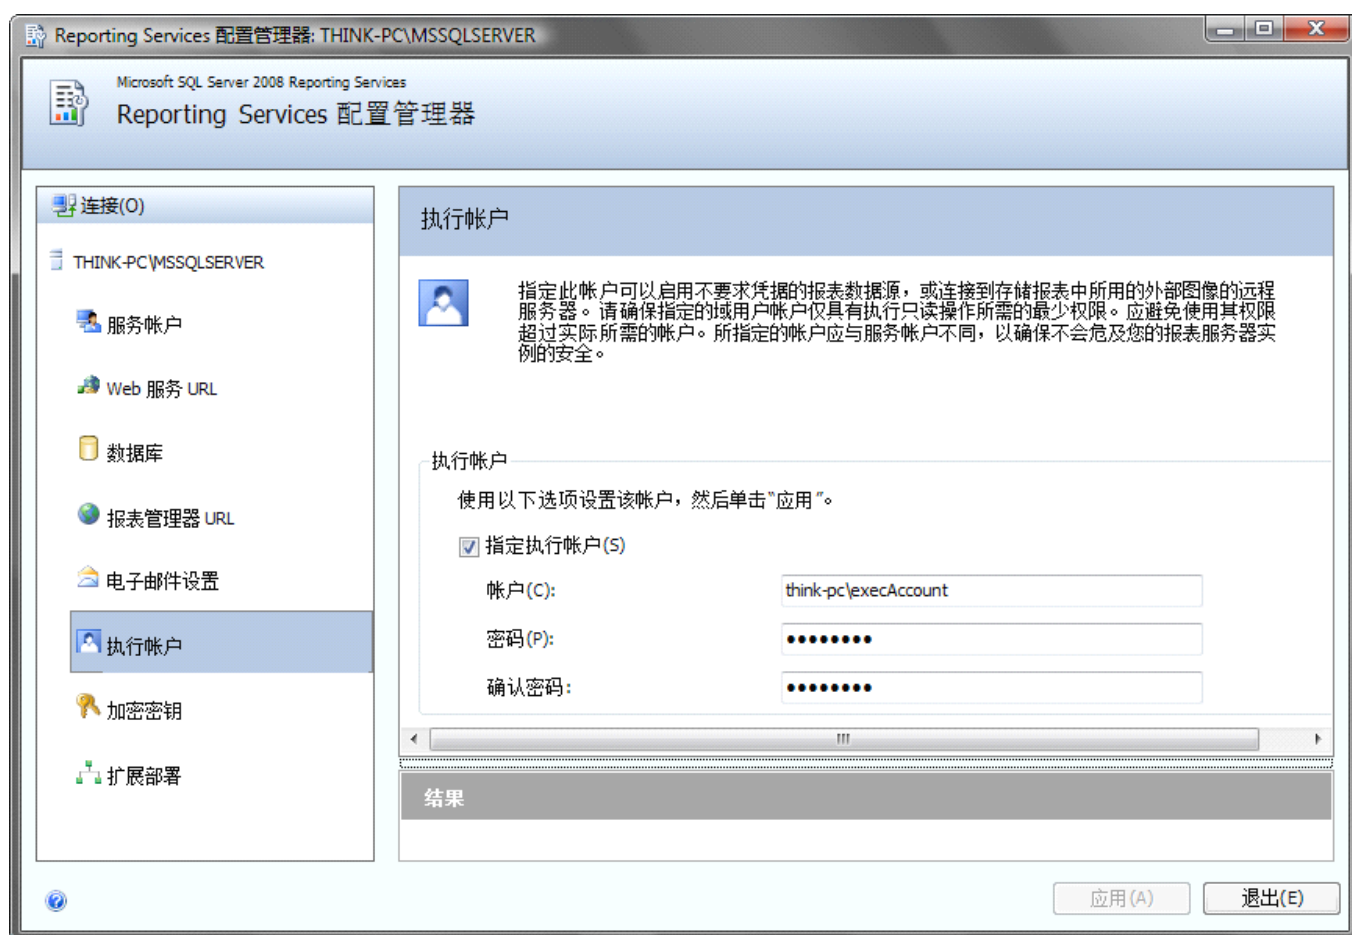 Reporting Services 配置管理器: THINK-PC\MSSQLSERVER
Microsoft SQL Server 2008 Reporting Services
Reporting Services 配置管理器
连接(O)
THINK-PC\MSSQLSERVER
服务帐户
Web 服务 URL
数据库
报表管理器 URL
电子邮件设置
执行帐户
加密密钥
扩展部署
执行帐户
指定此帐户可以启用不要求凭据的报表数据源，或连接到存储报表中所用的外部图像的远程
服务器。请确保指定的域用户帐户仅具有执行只读操作所需的最少权限。应避免使用其权限
超过实际所需的帐户。所指定的帐户应与服务帐户不同，以确保不会危及您的报表服务器实
例的安全。
执行帐户
使用以下选项设置该帐户，然后单击“应用”。
指定执行帐户(S)
帐户(C): think-pc\execAccount
密码(P): ●●●●●●●●
确认密码: ●●●●●●●●
结果
应用(A) 退出(E)